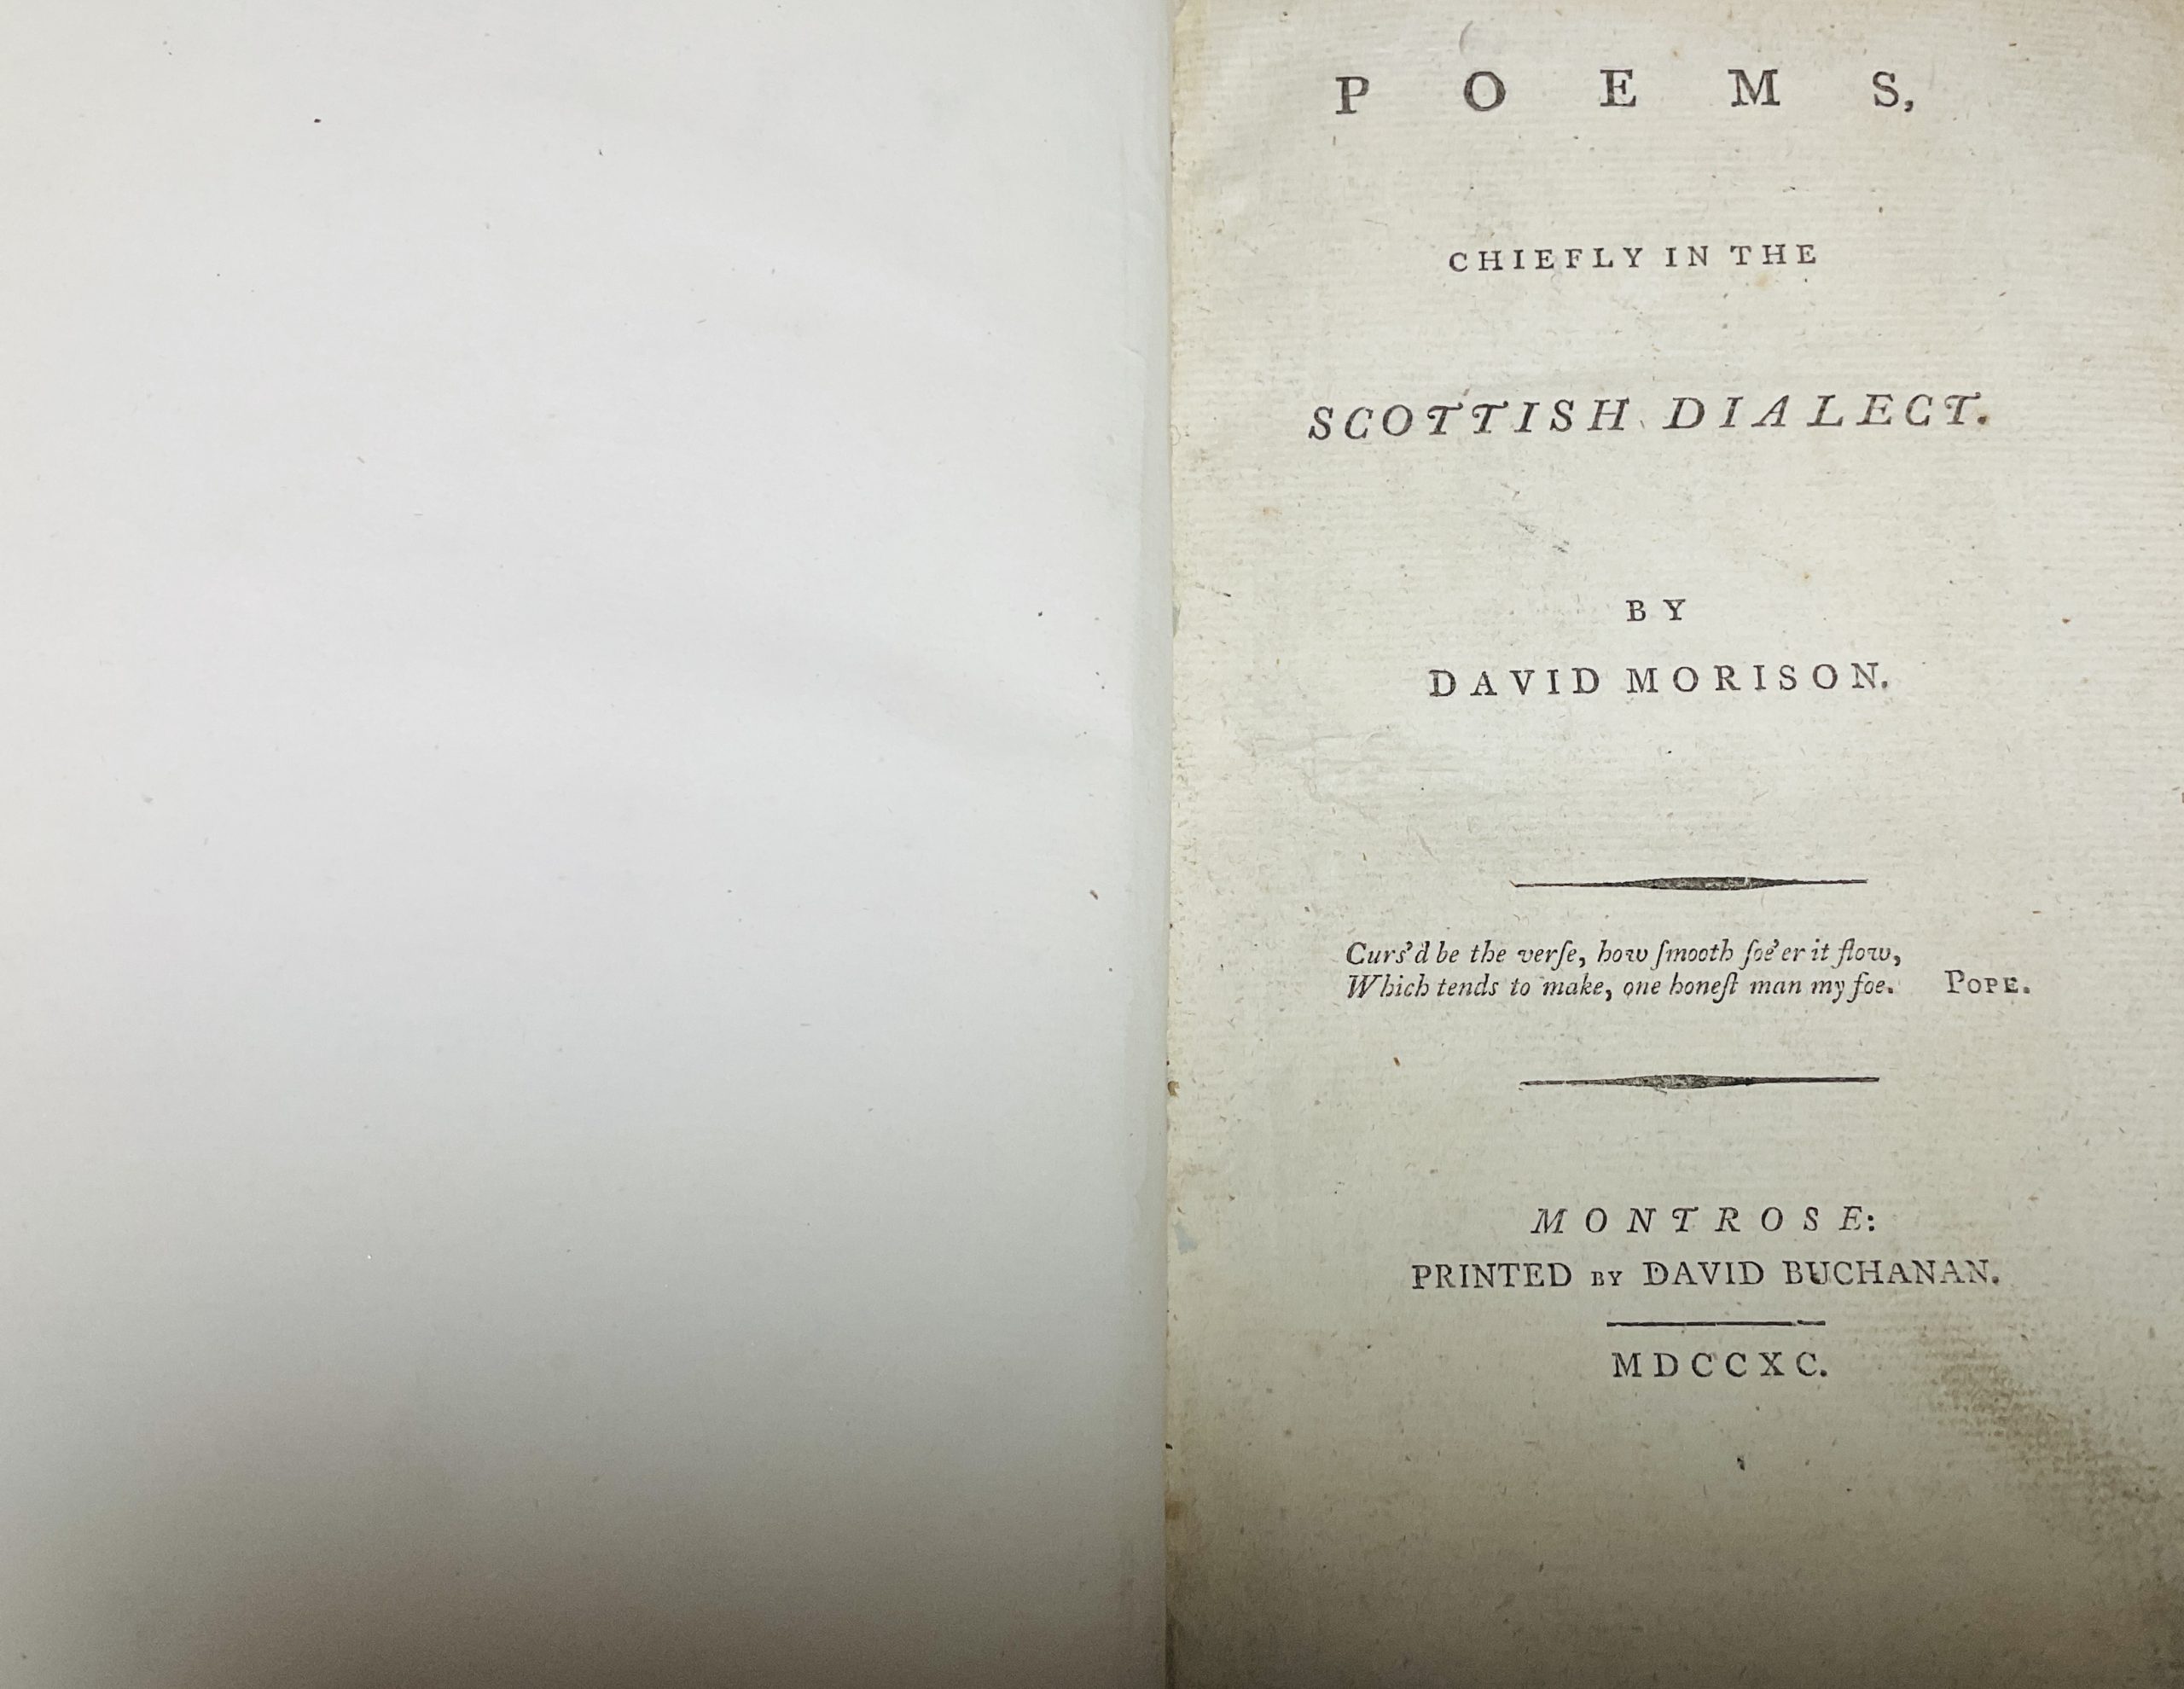 POEMS,
CHIEFLY IN THE
SCOTTISH DIALECT.
BY
DAVID MORISON.
Curs'd be the verſe, how ſmooth ſoe'er it flow,
Which tends to make, one honeſt man my foe. POPE.
MONTROSE:
PRINTED BY DAVID BUCHANAN.
MDCCXC.